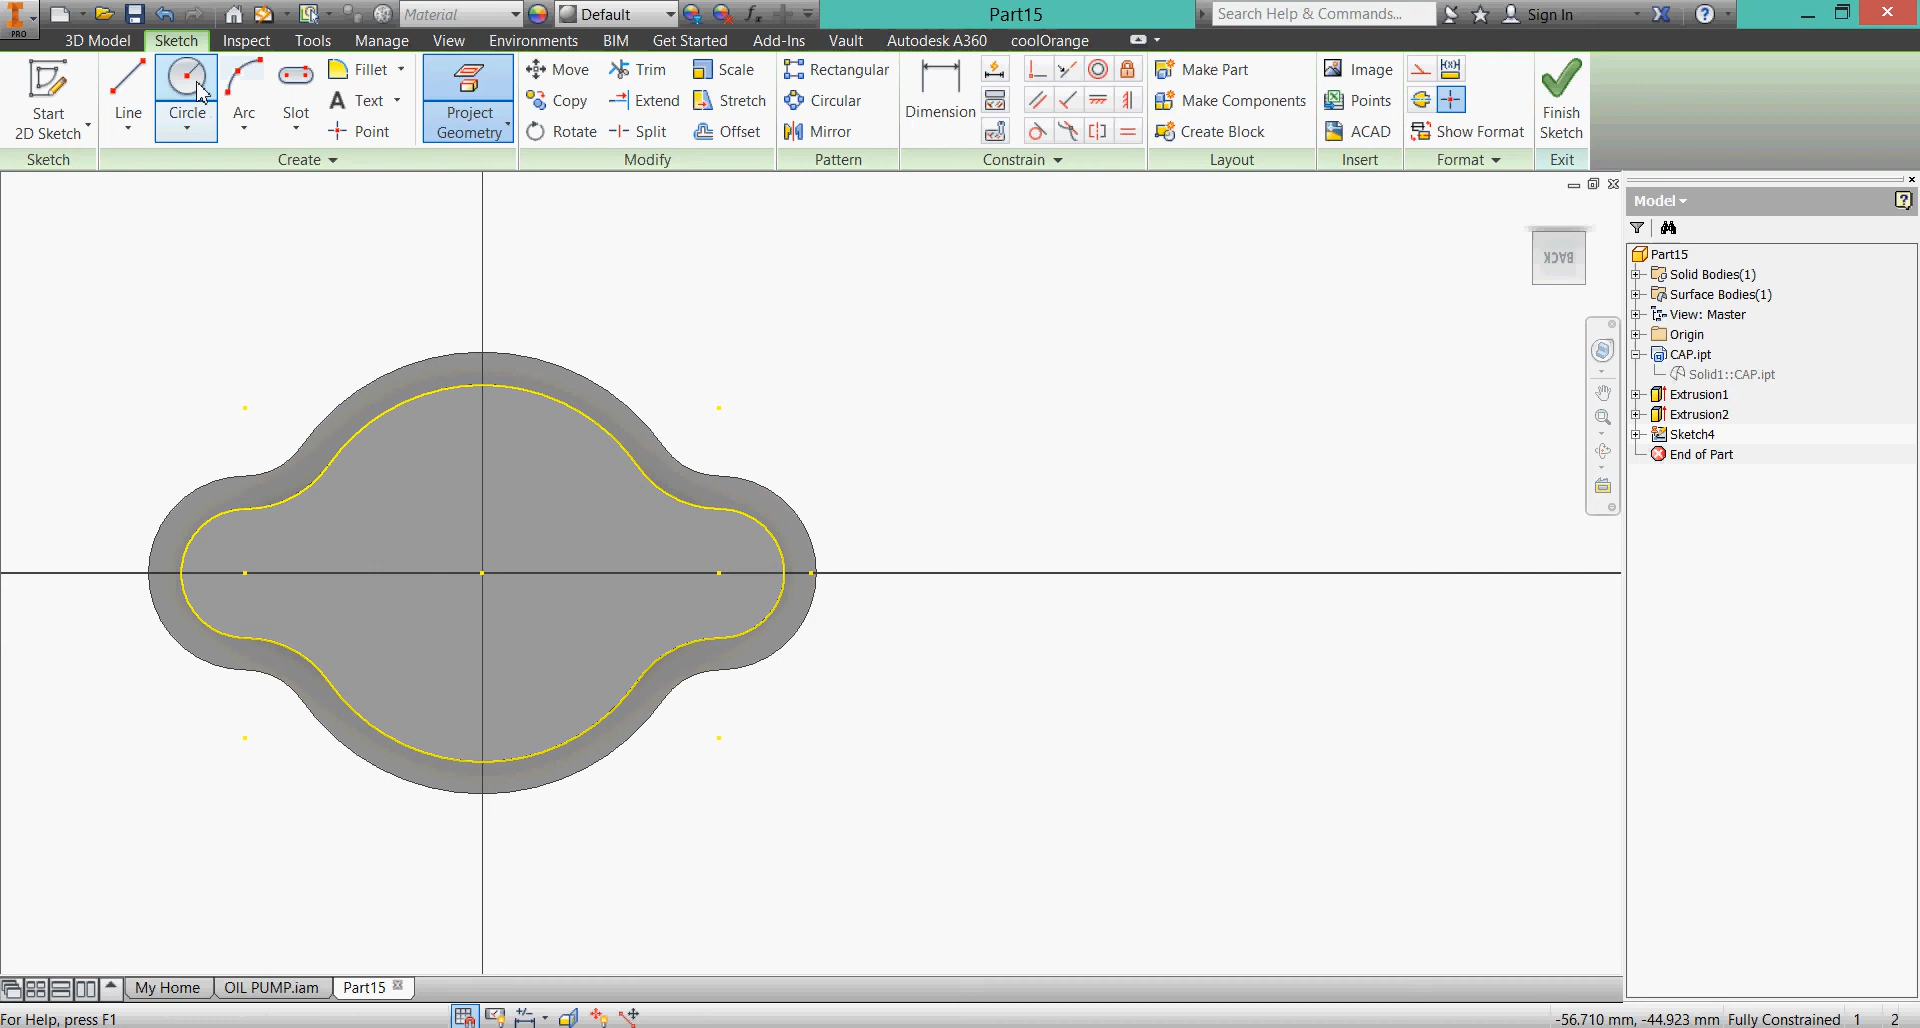 PRO
Material
Default
Part15
Search Help & Commands...
Sign In
3D Model
Sketch
Inspect
Tools
Manage
View
Environments
BIM
Get Started
Add-Ins
Vault
Autodesk A360
coolOrange
Start
2D Sketch
Line
Circle
Arc
Slot
Fillet
Text
Point
Project
Geometry
Move
Copy
Rotate
Trim
Extend
Split
Scale
Stretch
Offset
Rectangular
Circular
Mirror
Dimension
Make Part
Make Components
Create Block
Image
Points
ACAD
Show Format
Finish
Sketch
Sketch
Create
Modify
Pattern
Constrain
Layout
Insert
Format
Exit
BACK
Model
Part15
Solid Bodies(1)
Surface Bodies(1)
View: Master
Origin
CAP.ipt
Solid1::CAP.ipt
Extrusion1
Extrusion2
Sketch4
End of Part
My Home
OIL PUMP.iam
Part15
For Help, press F1
-56.710 mm, -44.923 mm Fully Constrained 1 2